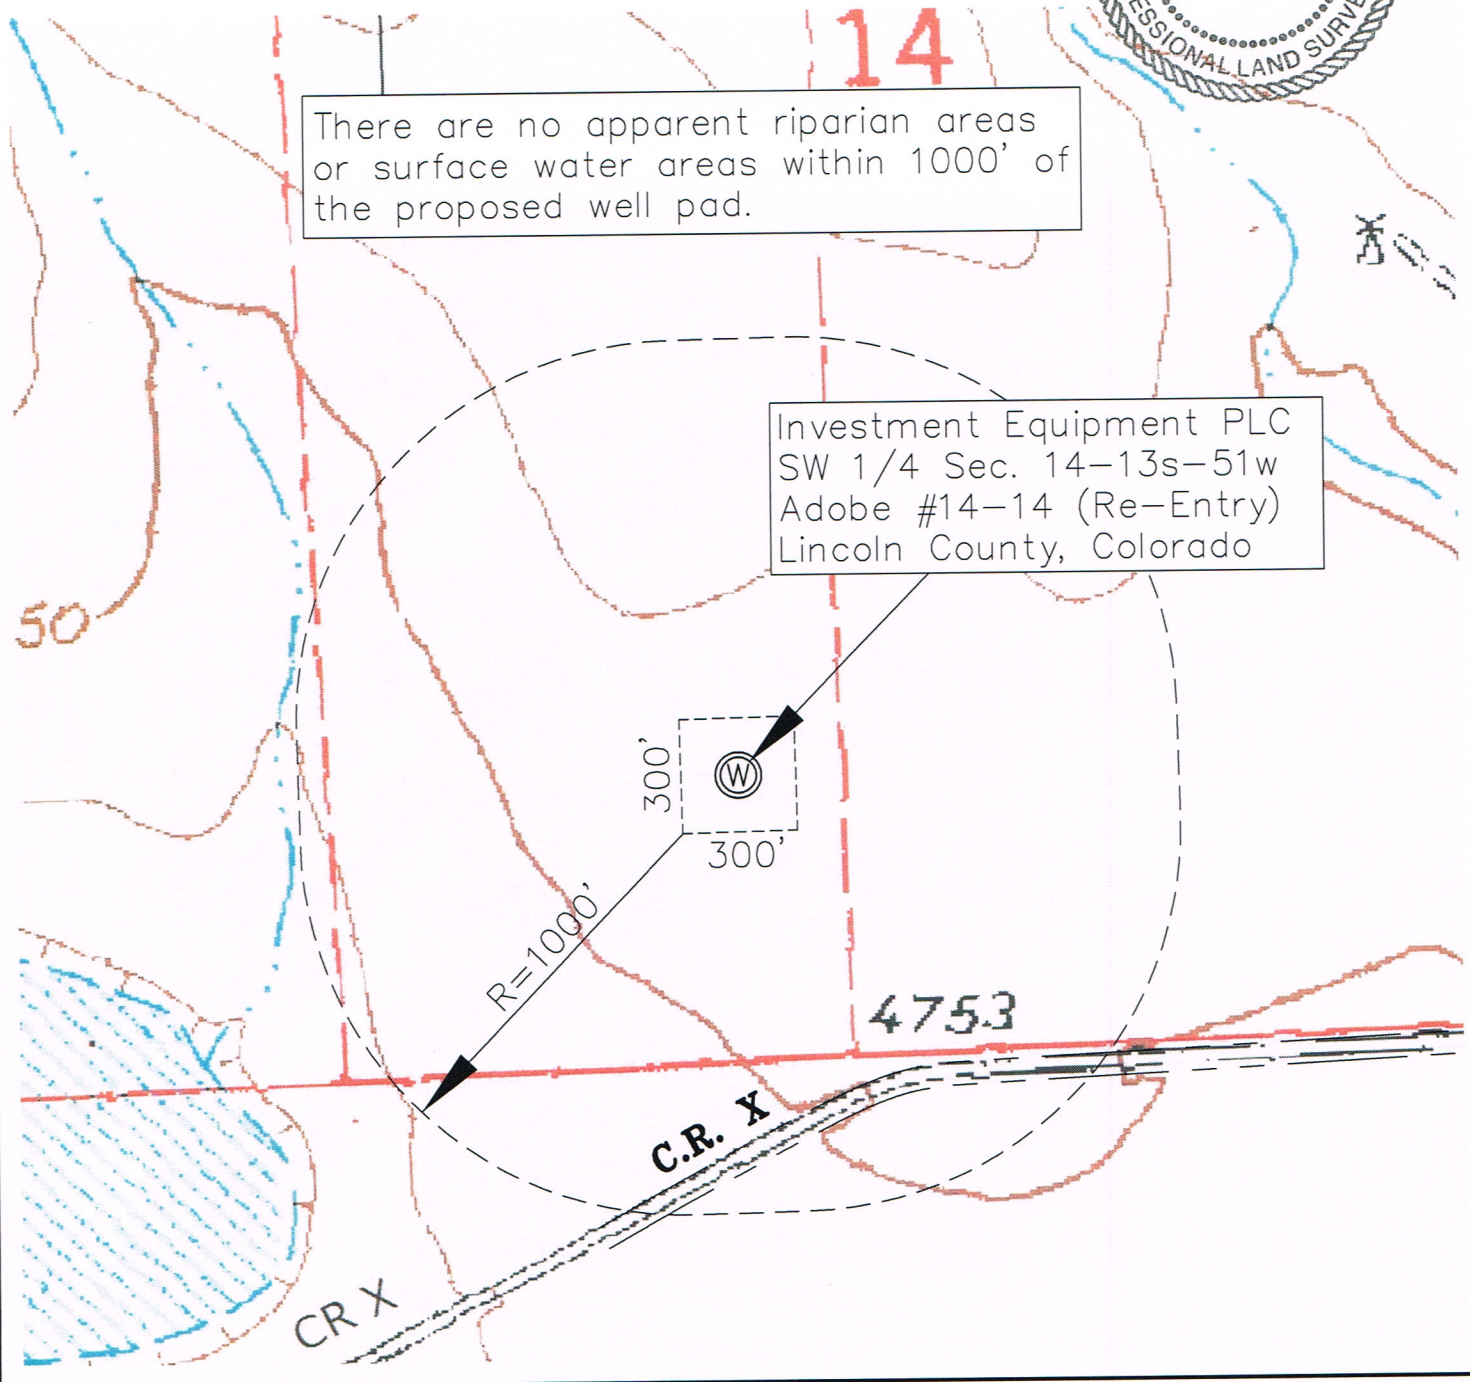 14
ESSIONAL LAND SURVE
There are no apparent riparian areas
or surface water areas within 1000' of
the proposed well pad.
Investment Equipment PLC
SW 1/4 Sec. 14-13s-51w
Adobe #14-14 (Re-Entry)
Lincoln County, Colorado
50
300'
W
300'
R=1000'
4753
C.R. X
CR X